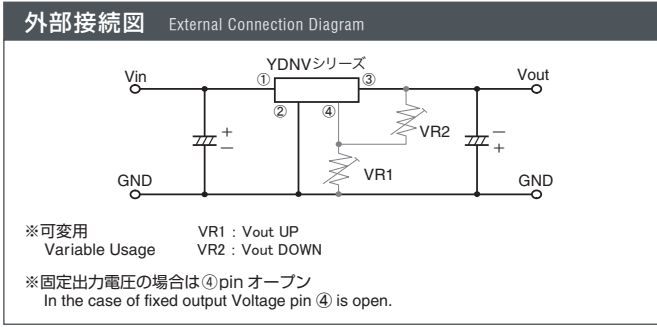 外部接続図 External Connection Diagram
YDNVシリーズ
Vin ① ③ Vout
② ④
VR2
+
−
−
+
VR1
GND GND
※可変用 VR1 : Vout UP
Variable Usage VR2 : Vout DOWN
※固定出力電圧の場合は④pin オープン
In the case of fixed output Voltage pin ④ is open.